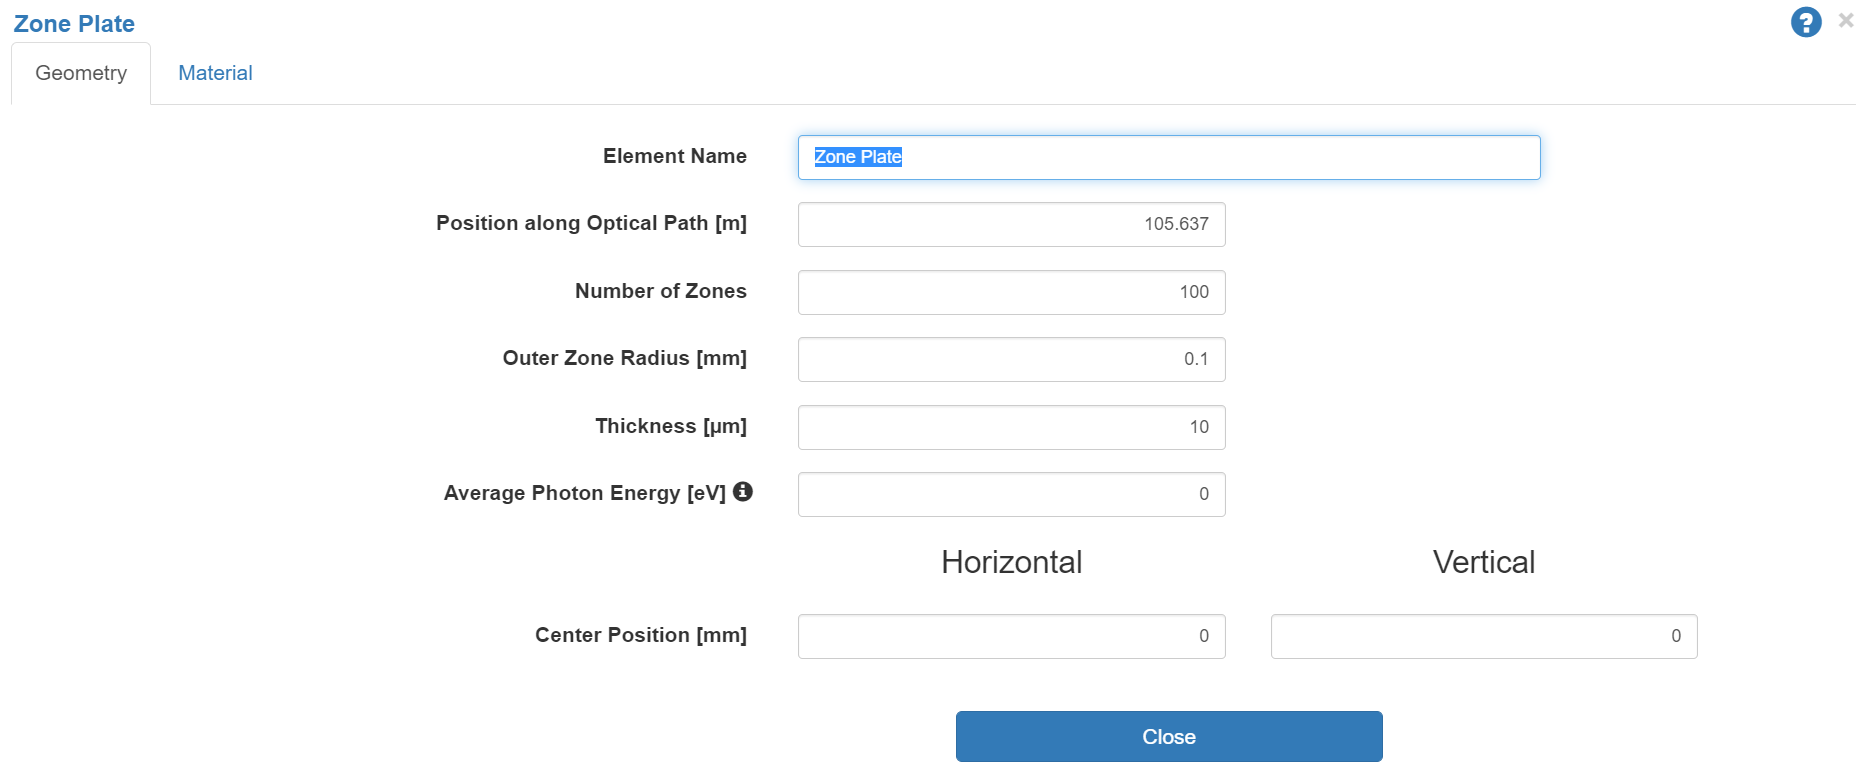 Zone Plate
?
×
Geometry
Material
Element Name
Zone Plate
Position along Optical Path [m]
105.637
Number of Zones
100
Outer Zone Radius [mm]
0.1
Thickness [µm]
10
Average Photon Energy [eV]
0
Horizontal
Vertical
Center Position [mm]
0
0
Close